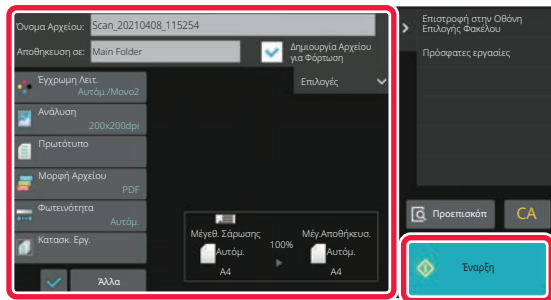 Όνομα Αρχείου: Scan_20210408_115254
Αποθηκευση σε: Main Folder
Δημιουργία Αρχείου
για Φόρτωση
Επιλογές
Έγχρωμη Λειτ.
Αυτόμ./Μονο2
Ανάλυση
200x200dpi
Πρωτότυπο
Μορφή Αρχείου
PDF
Φωτεινότητα
Αυτόμ.
Κατασκ. Εργ.
Άλλα
Μέγεθ. Σάρωσης
100%
Μέγ.Αποθήκευσ.
Αυτόμ.
Αυτόμ.
A4
A4
Επιστροφή στην Οθόνη
Επιλογής Φακέλου
Πρόσφατες εργασίες
Προεπισκόπ
CA
Έναρξη